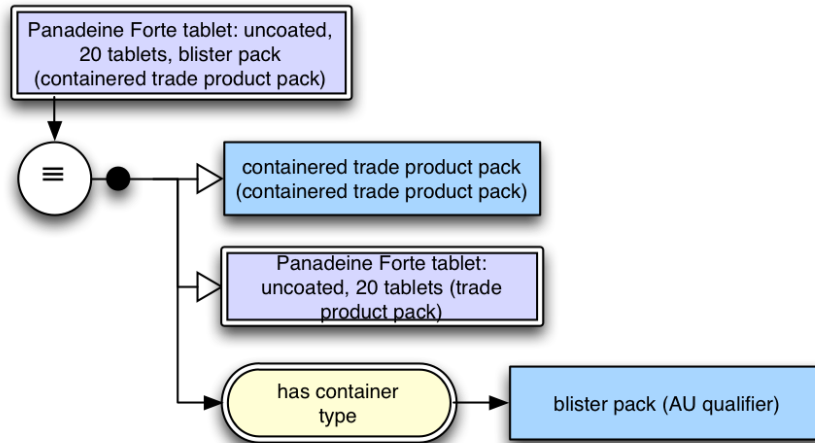 Panadeine Forte tablet: uncoated,
20 tablets, blister pack
(containered trade product pack)
≡
containered trade product pack
(containered trade product pack)
Panadeine Forte tablet:
uncoated, 20 tablets (trade
product pack)
has container
type
blister pack (AU qualifier)